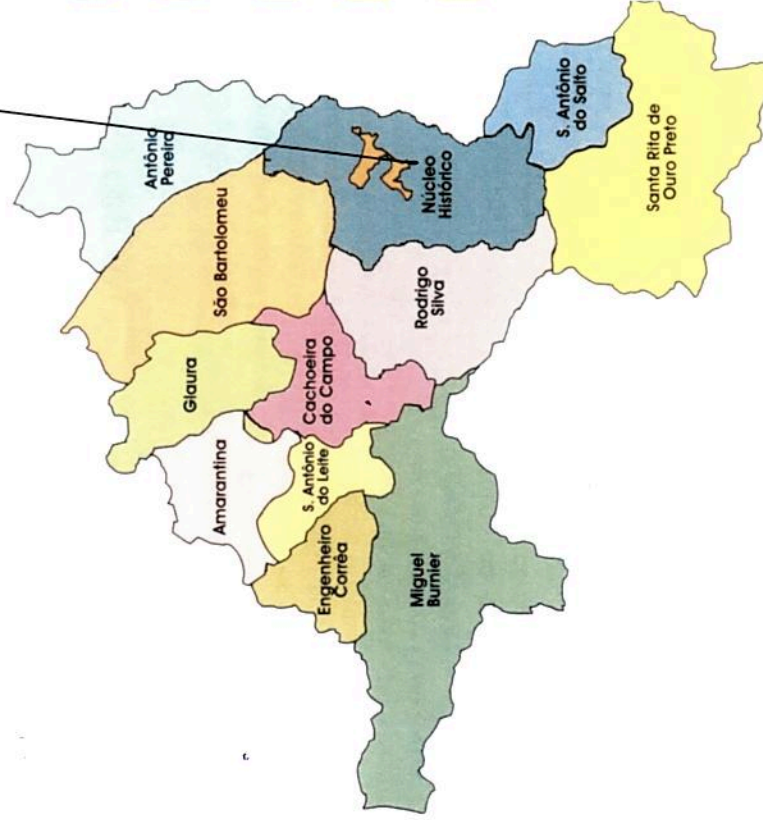 Antônio
Pereira
São Bartolomeu
Glaura
Amarantina
S. Antônio
do Leite
Engenheiro
Corrêa
Cachoeira
do Campo
Miguel
Burnier
Rodrigo
Silva
Núcleo
Histórico
S. Antônio
do Salto
Santa Rita de
Ouro Preto